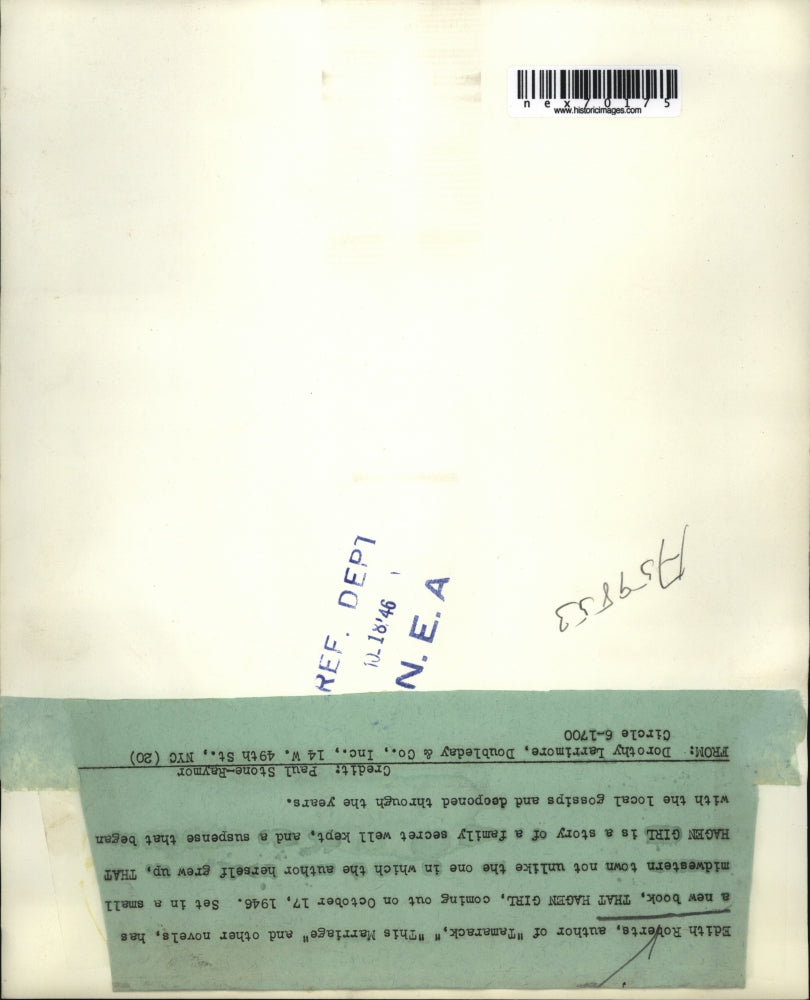 nex70175
www.historicimages.com
REF. DEPT
10-18'46
N. E. A
A59853
Edith Roberts, author of "Tamarack," "This Marriage" and other novels, has
a new book, THAT HAGEN GIRL, coming out on October 17, 1946. Set in a small
midwestern town not unlike the one in which the author herself grew up, THAT
HAGEN GIRL is a story of a family secret well kept, and a suspense that began
with the local gossips and deeponed through the years.
Credit: Paul Stone-Raymor
FROM: Dorothy Larrimore, Doubleday & Co., Inc., 14 W. 49th St., NYC (20)
Circle 6-1700